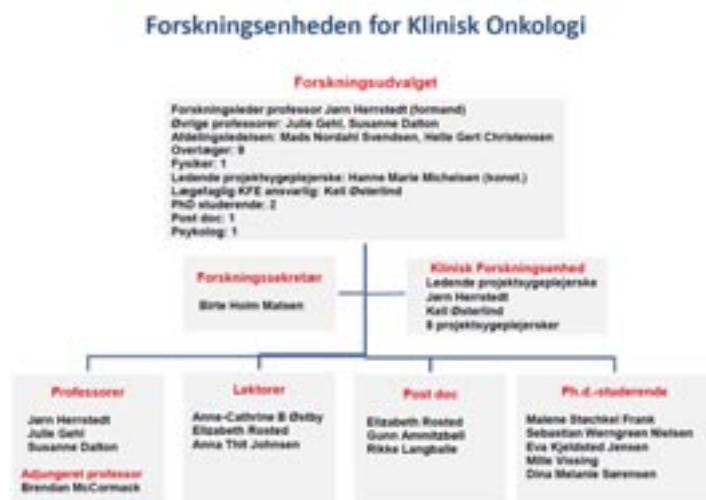 Forskningsenheden for Klinisk Onkologi
Forskningsudvalget
Forskningsleder professor Jørn Herrstedt (formand)
Øvrige professorer: Julie Gehl, Susanne Dalton
Afdelingsledelsen: Mads Nordahl Svendsen, Helle Gert Christensen
Overlæger: 9
Fysiker: 1
Ledende projektsygeplejerske: Hanne Marie Michelsen (konst.)
Lægefaglig KFE ansvarlig: Kell Østerlind
PhD studerende: 2
Post doc: 1
Psykolog: 1
Forskningssekretær
Birte Holm Matsen
Klinisk Forskningsenhed
Ledende projektsygeplejerske
Jørn Herrstedt
Kell Østerlind
8 projektsygeplejersker
Professorer
Jørn Herrstedt
Julie Gehl
Susanne Dalton
Adjungeret professor
Brendan McCormack
Lektorer
Anne-Cathrine B Østby
Elizabeth Rosted
Anna Thit Johnsen
Post doc
Elizabeth Rosted
Gunn Ammitzbøll
Rikke Langballe
Ph.d.-studerende
Malene Støchkel Frank
Sebastian Werngreen Nielsen
Eva Kjeldsted Jensen
Mille Vissing
Dina Melanie Sørensen